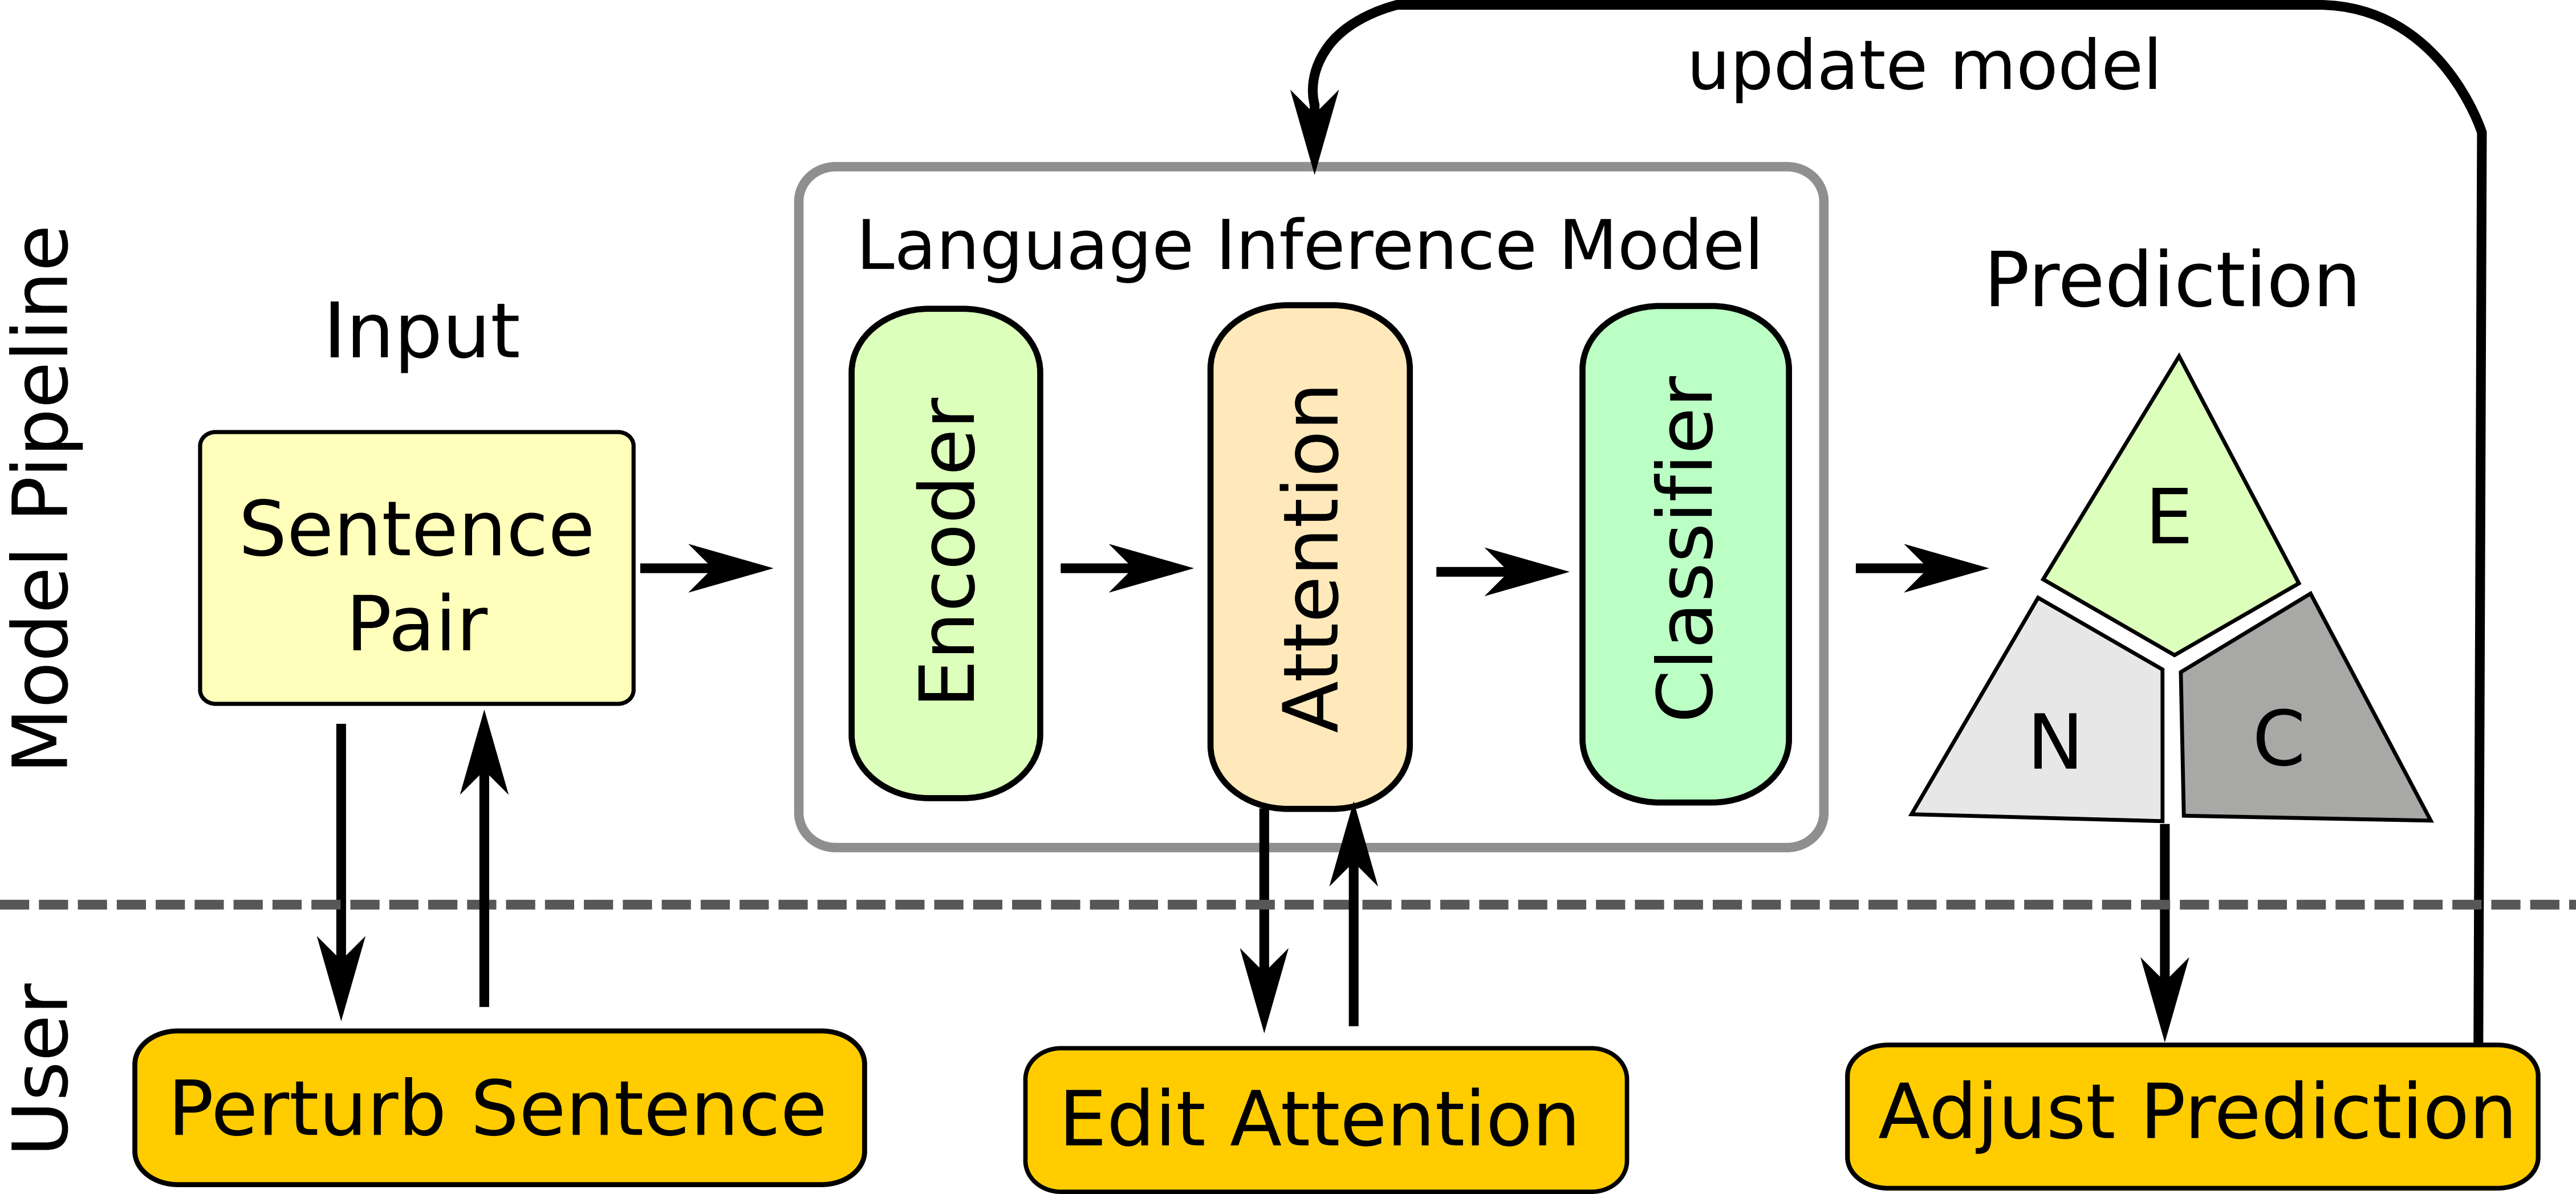 update model
Model Pipeline
Input
Sentence
Pair
Language Inference Model
Encoder
Attention
Classifier
Prediction
E
N
C
User
Perturb Sentence
Edit Attention
Adjust Prediction